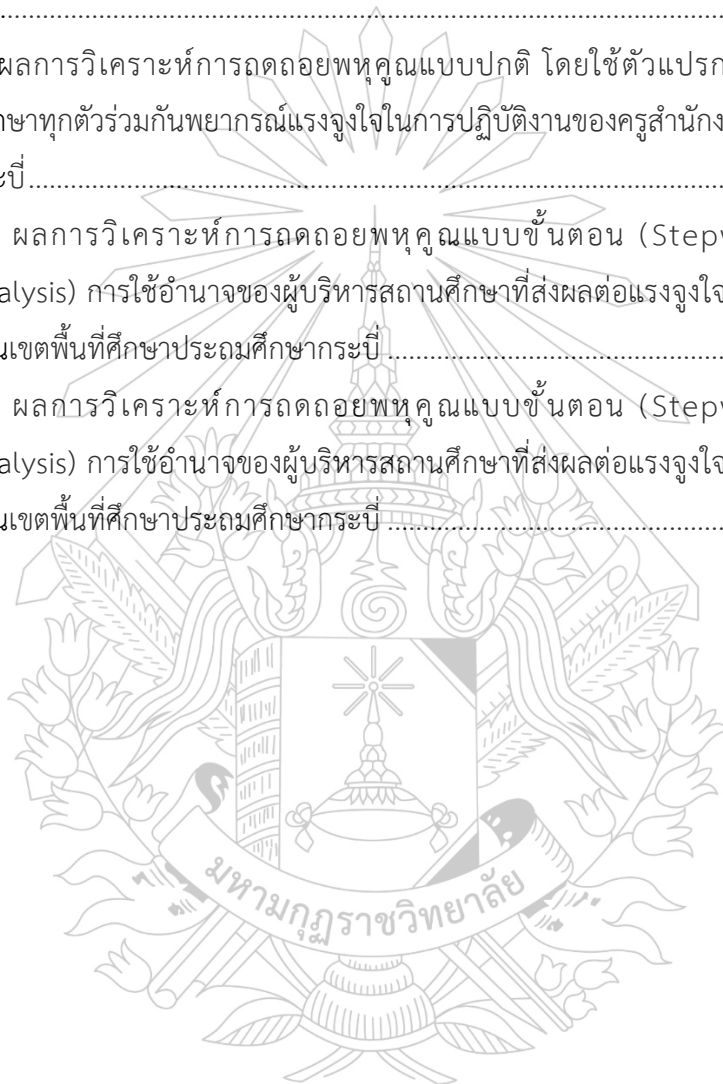 ................................................................
ผลการวิเคราะห์การถดถอยพหุคูณแบบปกติ โดยใช้ตัวแปรก
ษาทุกตัวร่วมกันพยากรณ์แรงจูงใจในการปฏิบัติงานของครูสำนักง
ะบี่................................................................
ผลการวิเคราะห์การถดถอยพหุคูณแบบขั้นตอน (Stepv
alysis) การใช้อำนาจของผู้บริหารสถานศึกษาที่ส่งผลต่อแรงจูงใจ
นเขตพื้นที่ศึกษาประถมศึกษากระบี่ ................................
ผลการวิเคราะห์การถดถอยพหุคูณแบบขั้นตอน (Stepv
alysis) การใช้อำนาจของผู้บริหารสถานศึกษาที่ส่งผลต่อแรงจูงใจ
นเขตพื้นที่ศึกษาประถมศึกษากระบี่ ................................
มหามกุฏราชวิทยาลัย